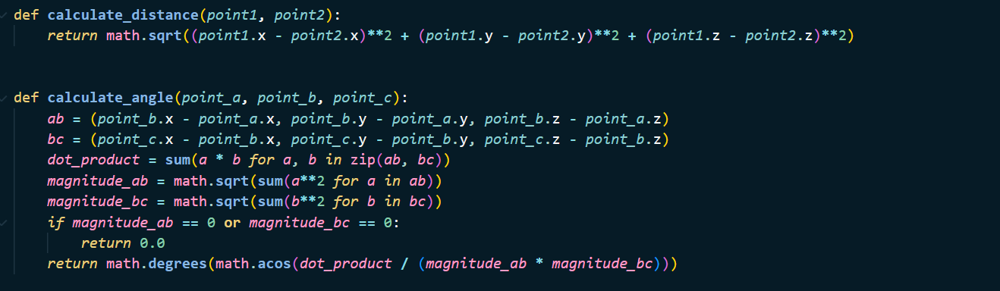 def calculate_distance(point1, point2):
    return math.sqrt((point1.x - point2.x)**2 + (point1.y - point2.y)**2 + (point1.z - point2.z)**2)
def calculate_angle(point_a, point_b, point_c):
    ab = (point_b.x - point_a.x, point_b.y - point_a.y, point_b.z - point_a.z)
    bc = (point_c.x - point_b.x, point_c.y - point_b.y, point_c.z - point_b.z)
    dot_product = sum(a * b for a, b in zip(ab, bc))
    magnitude_ab = math.sqrt(sum(a**2 for a in ab))
    magnitude_bc = math.sqrt(sum(b**2 for b in bc))
    if magnitude_ab == 0 or magnitude_bc == 0:
        return 0.0
    return math.degrees(math.acos(dot_product / (magnitude_ab * magnitude_bc)))